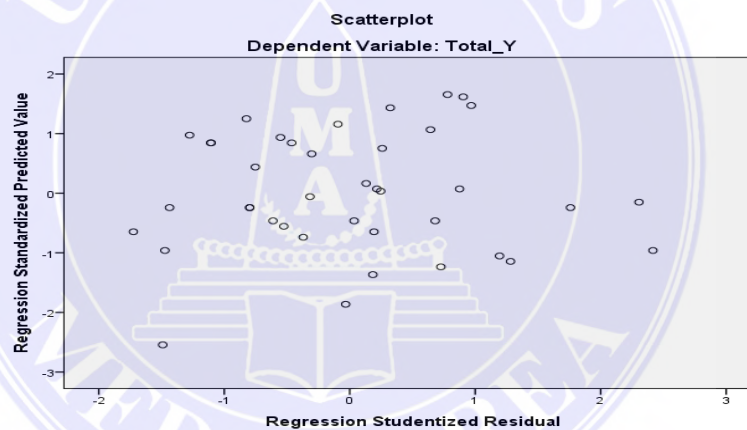 Scatterplot
Dependent Variable: Total_Y
Regression Standardized Predicted Value
2
1
0
-1
-2
-3
-2
-1
0
1
2
3
Regression Studentized Residual
U
M
A